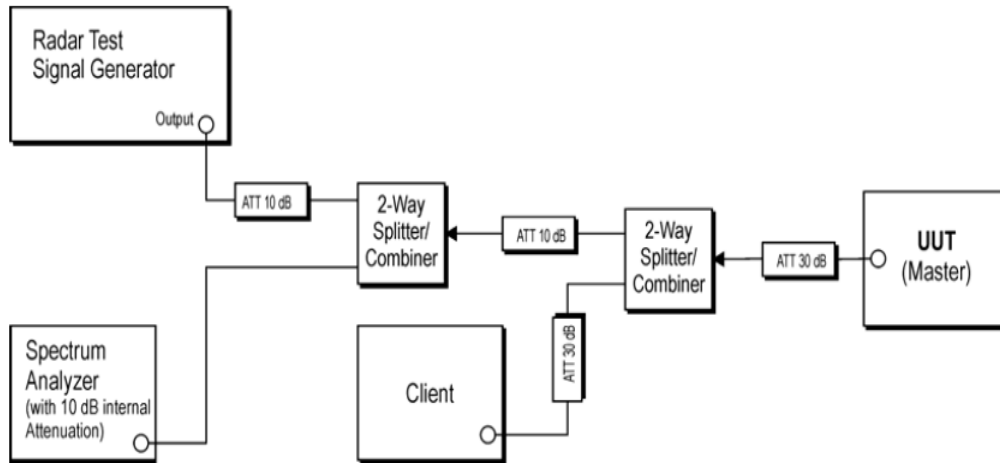 Radar Test
Signal Generator
Output
ATT 10 dB
2-Way
Splitter/
Combiner
ATT 10 dB
2-Way
Splitter/
Combiner
ATT 30 dB
UUT
(Master)
Spectrum
Analyzer
(with 10 dB internal
Attenuation)
Client
ATT 30 dB